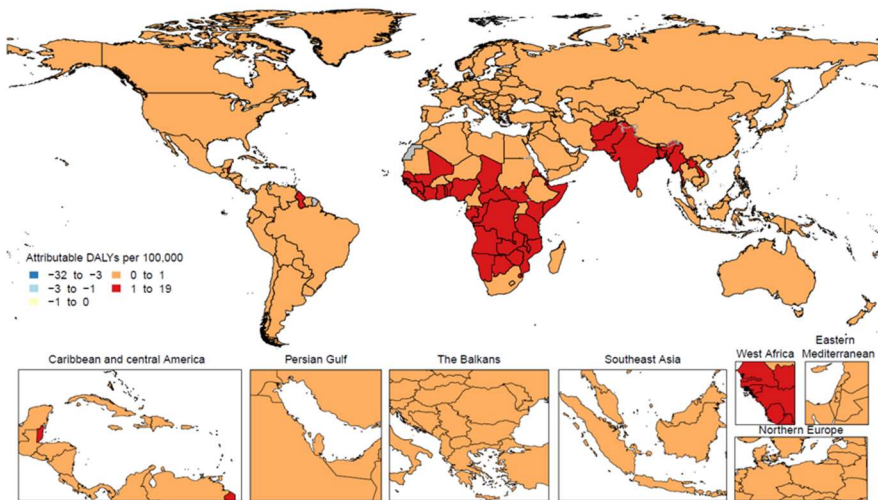 Attributable DALYs per 100,000
−32 to −3
−3 to −1
−1 to 0
0 to 1
1 to 19
Caribbean and central America
Persian Gulf
The Balkans
Southeast Asia
West Africa
Eastern
Mediterranean
Northern Europe